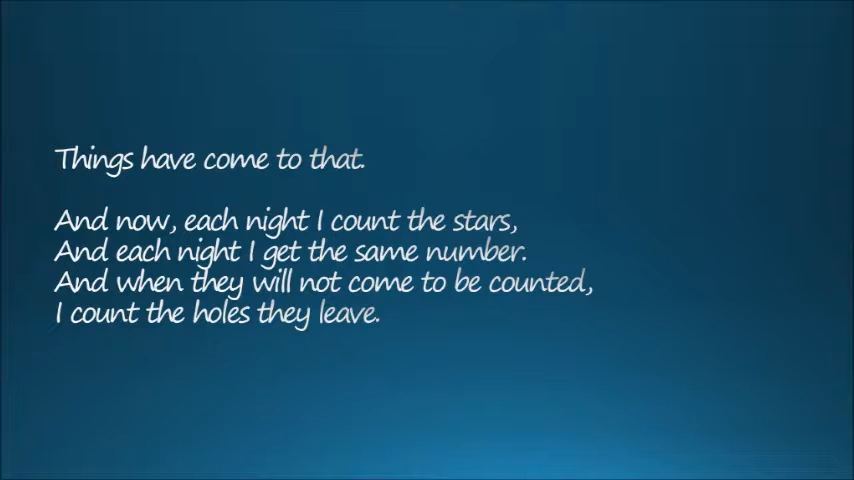 Things have come to that.
And now, each night I count the stars,
And each night I get the same number.
And when they will not come to be counted,
I count the holes they leave.